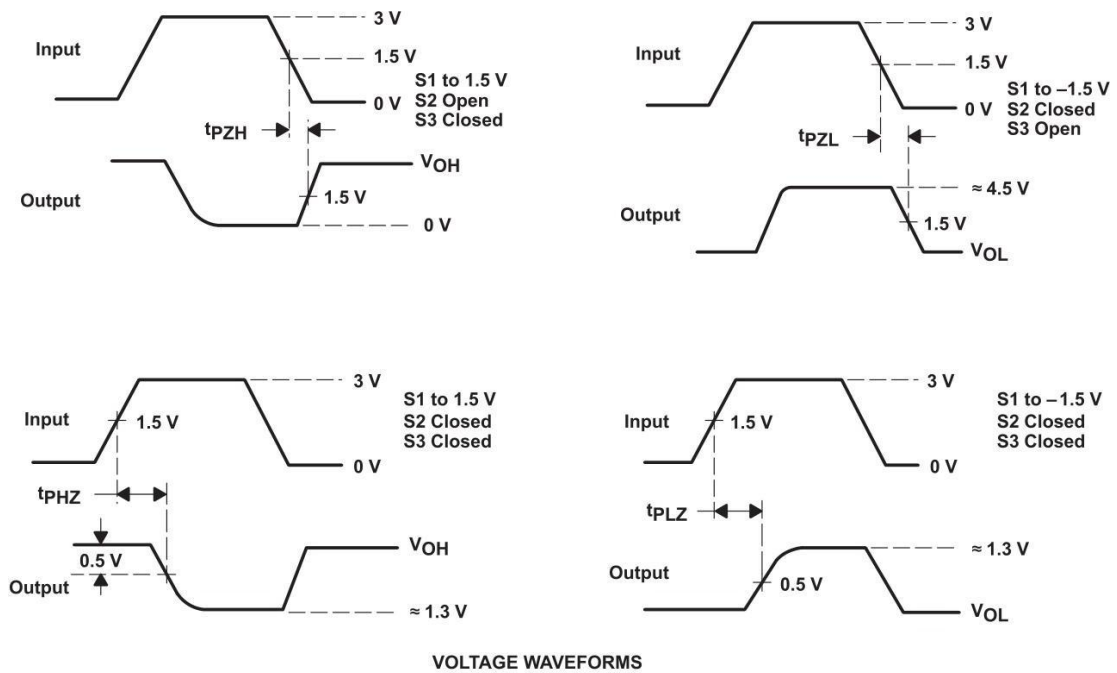 3 V
Input
1.5 V
S1 to 1.5 V
0 V S2 Open
S3 Closed
tPZH
VOH
Output
1.5 V
0 V
3 V
Input
1.5 V
S1 to –1.5 V
0 V S2 Closed
S3 Open
tPZL
≈ 4.5 V
Output
1.5 V
VOL
3 V
S1 to 1.5 V
Input
1.5 V
S2 Closed
S3 Closed
0 V
tPHZ
VOH
0.5 V
Output
≈ 1.3 V
3 V
S1 to – 1.5 V
Input
1.5 V
S2 Closed
S3 Closed
0 V
tPLZ
≈ 1.3 V
Output
0.5 V
VOL
VOLTAGE WAVEFORMS